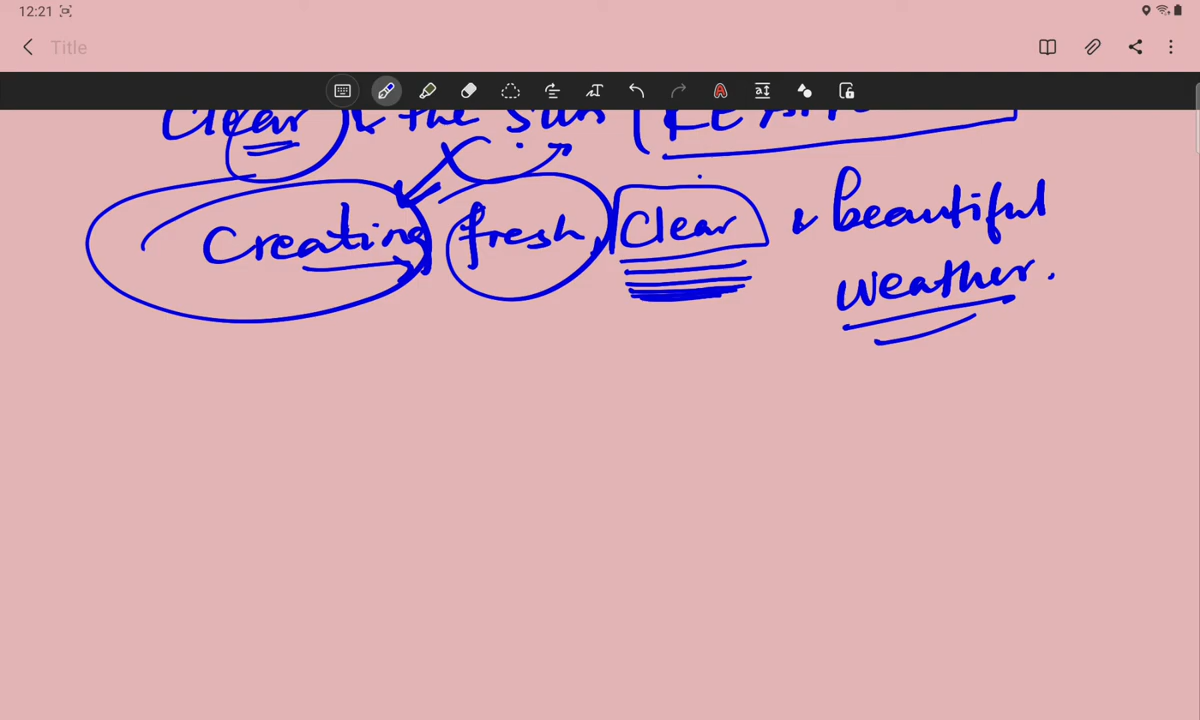 12:21
Title
Clear & the sun
Creating fresh, Clear & beautiful
weather.